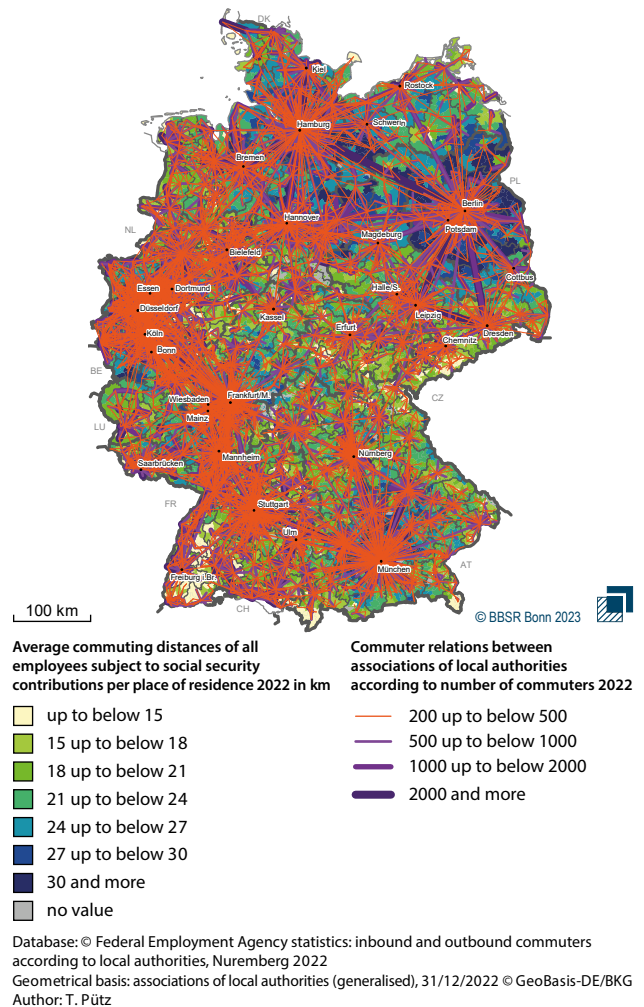 DK
Kiel
Rostock
Hamburg
Schwerin
Bremen
PL
Berlin
NL
Hannover
Potsdam
Magdeburg
Bielefeld
Cottbus
Essen
Dortmund
Halle/S.
Düsseldorf
Kassel
Leipzig
Köln
Erfurt
Dresden
Chemnitz
Bonn
BE
Wiesbaden
Frankfurt/M.
CZ
Mainz
LU
Mannheim
Nürnberg
Saarbrücken
FR
Stuttgart
Ulm
AT
München
Freiburg i.Br.
CH
100 km
© BBSR Bonn 2023
Average commuting distances of all
employees subject to social security
contributions per place of residence 2022 in km
up to below 15
15 up to below 18
18 up to below 21
21 up to below 24
24 up to below 27
27 up to below 30
30 and more
no value
Commuter relations between
associations of local authorities
according to number of commuters 2022
200 up to below 500
500 up to below 1000
1000 up to below 2000
2000 and more
Database: © Federal Employment Agency statistics: inbound and outbound commuters
according to local authorities, Nuremberg 2022
Geometrical basis: associations of local authorities (generalised), 31/12/2022 © GeoBasis-DE/BKG
Author: T. Pütz